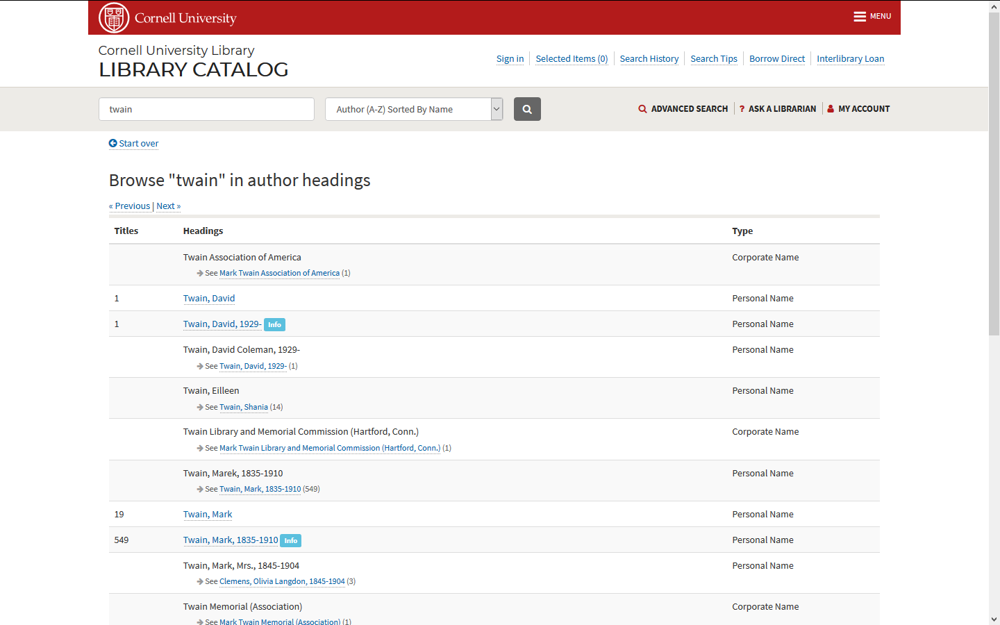 Cornell University
MENU
Cornell University Library
LIBRARY CATALOG
Sign in
Selected Items (0)
Search History
Search Tips
Borrow Direct
Interlibrary Loan
twain
Author (A-Z) Sorted By Name
ADVANCED SEARCH
? ASK A LIBRARIAN
MY ACCOUNT
Start over
Browse "twain" in author headings
« Previous | Next »
Titles Headings Type
Twain Association of America Corporate Name
See Mark Twain Association of America (1)
1 Twain, David Personal Name
1 Twain, David, 1929- Info Personal Name
Twain, David Coleman, 1929- Personal Name
See Twain, David, 1929- (1)
Twain, Eilleen Personal Name
See Twain, Shania (14)
Twain Library and Memorial Commission (Hartford, Conn.) Corporate Name
See Mark Twain Library and Memorial Commission (Hartford, Conn.) (1)
Twain, Marek, 1835-1910 Personal Name
See Twain, Mark, 1835-1910 (549)
19 Twain, Mark Personal Name
549 Twain, Mark, 1835-1910 Info Personal Name
Twain, Mark, Mrs., 1845-1904 Personal Name
See Clemens, Olivia Langdon, 1845-1904 (3)
Twain Memorial (Association) Corporate Name
See Mark Twain Memorial (Association) (1)